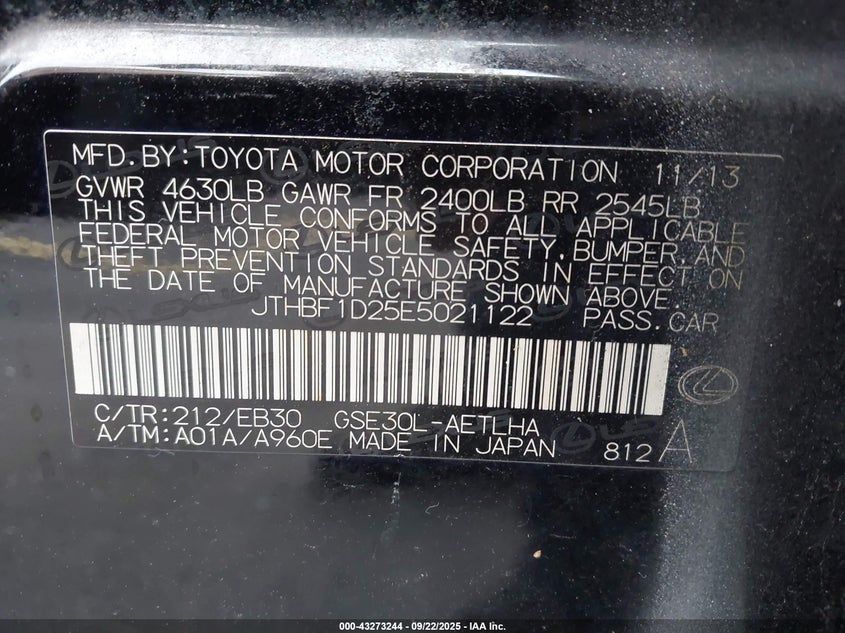 MFD.BY:TOYOTA MOTOR CORPORATION 11/13
GVWR 4630LB GAWR FR 2400LB RR 2545LB
THIS VEHICLE CONFORMS TO ALL APPLICABLE
FEDERAL MOTOR VEHICLE SAFETY,BUMPER AND
THEFT PREVENTION STANDARDS IN EFFECT ON
THE DATE OF MANUFACTURE SHOWN ABOVE.
JTHBF1D25E5021122 PASS.CAR
C/TR:212/EB30 GSE30L-AETLHA
A/TM:A01A/A960E MADE IN JAPAN 812 A
000-43273244 - 09/22/2025 - IAA Inc.